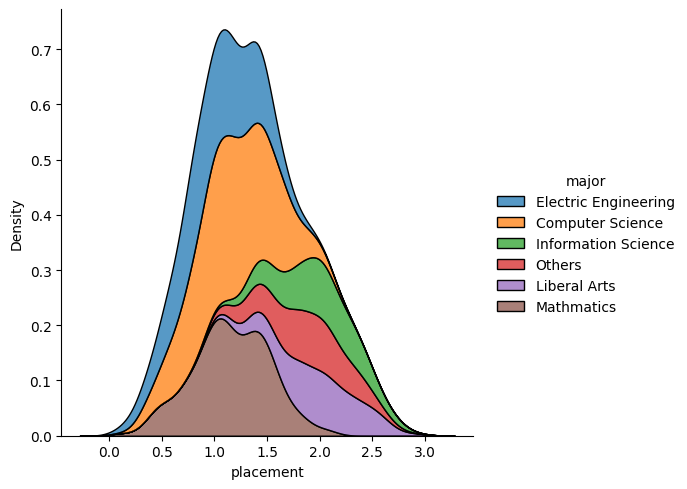 0.7
0.6
0.5
0.4
0.3
0.2
0.1
0.0
Density
0.0 0.5 1.0 1.5 2.0 2.5 3.0
placement
major
Electric Engineering
Computer Science
Information Science
Others
Liberal Arts
Mathmatics